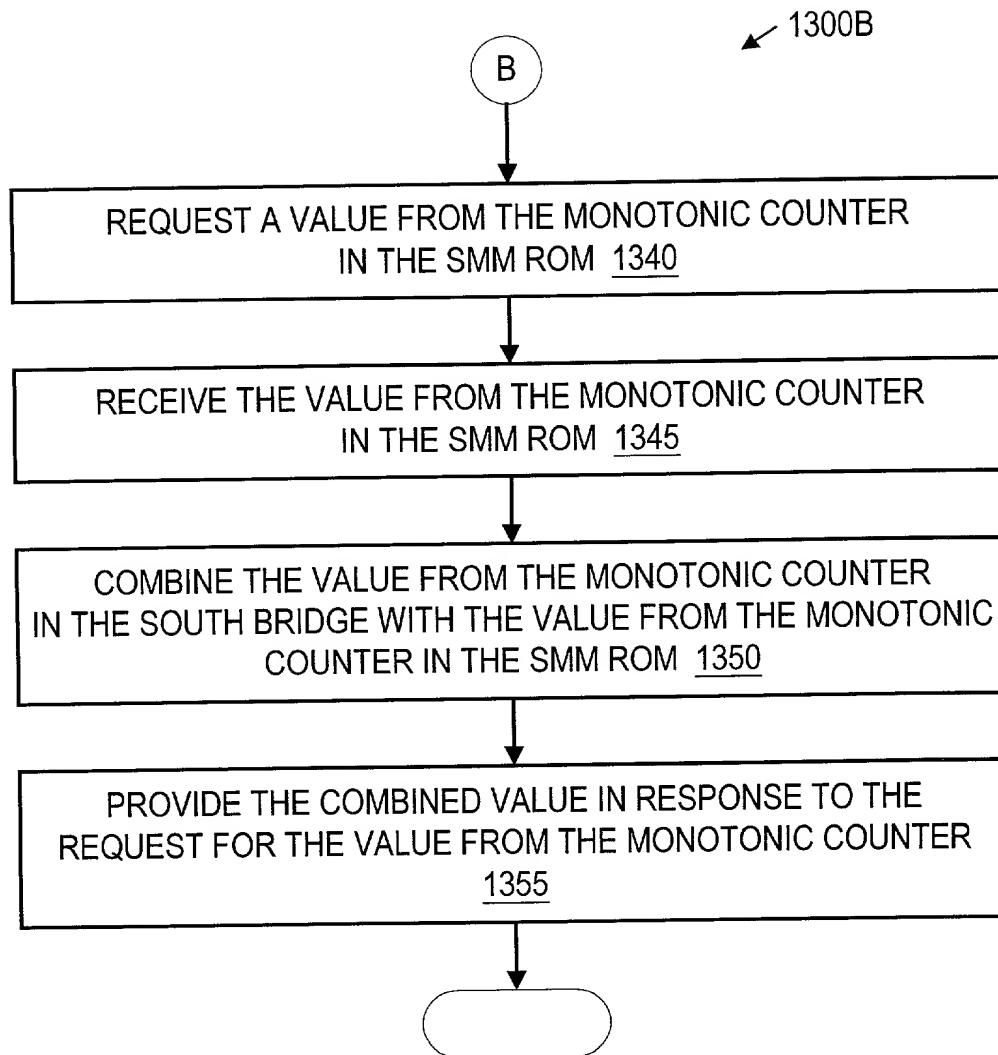 1300B
B
REQUEST A VALUE FROM THE MONOTONIC COUNTER
IN THE SMM ROM 1340
RECEIVE THE VALUE FROM THE MONOTONIC COUNTER
IN THE SMM ROM 1345
COMBINE THE VALUE FROM THE MONOTONIC COUNTER
IN THE SOUTH BRIDGE WITH THE VALUE FROM THE MONOTONIC
COUNTER IN THE SMM ROM 1350
PROVIDE THE COMBINED VALUE IN RESPONSE TO THE
REQUEST FOR THE VALUE FROM THE MONOTONIC COUNTER
1355